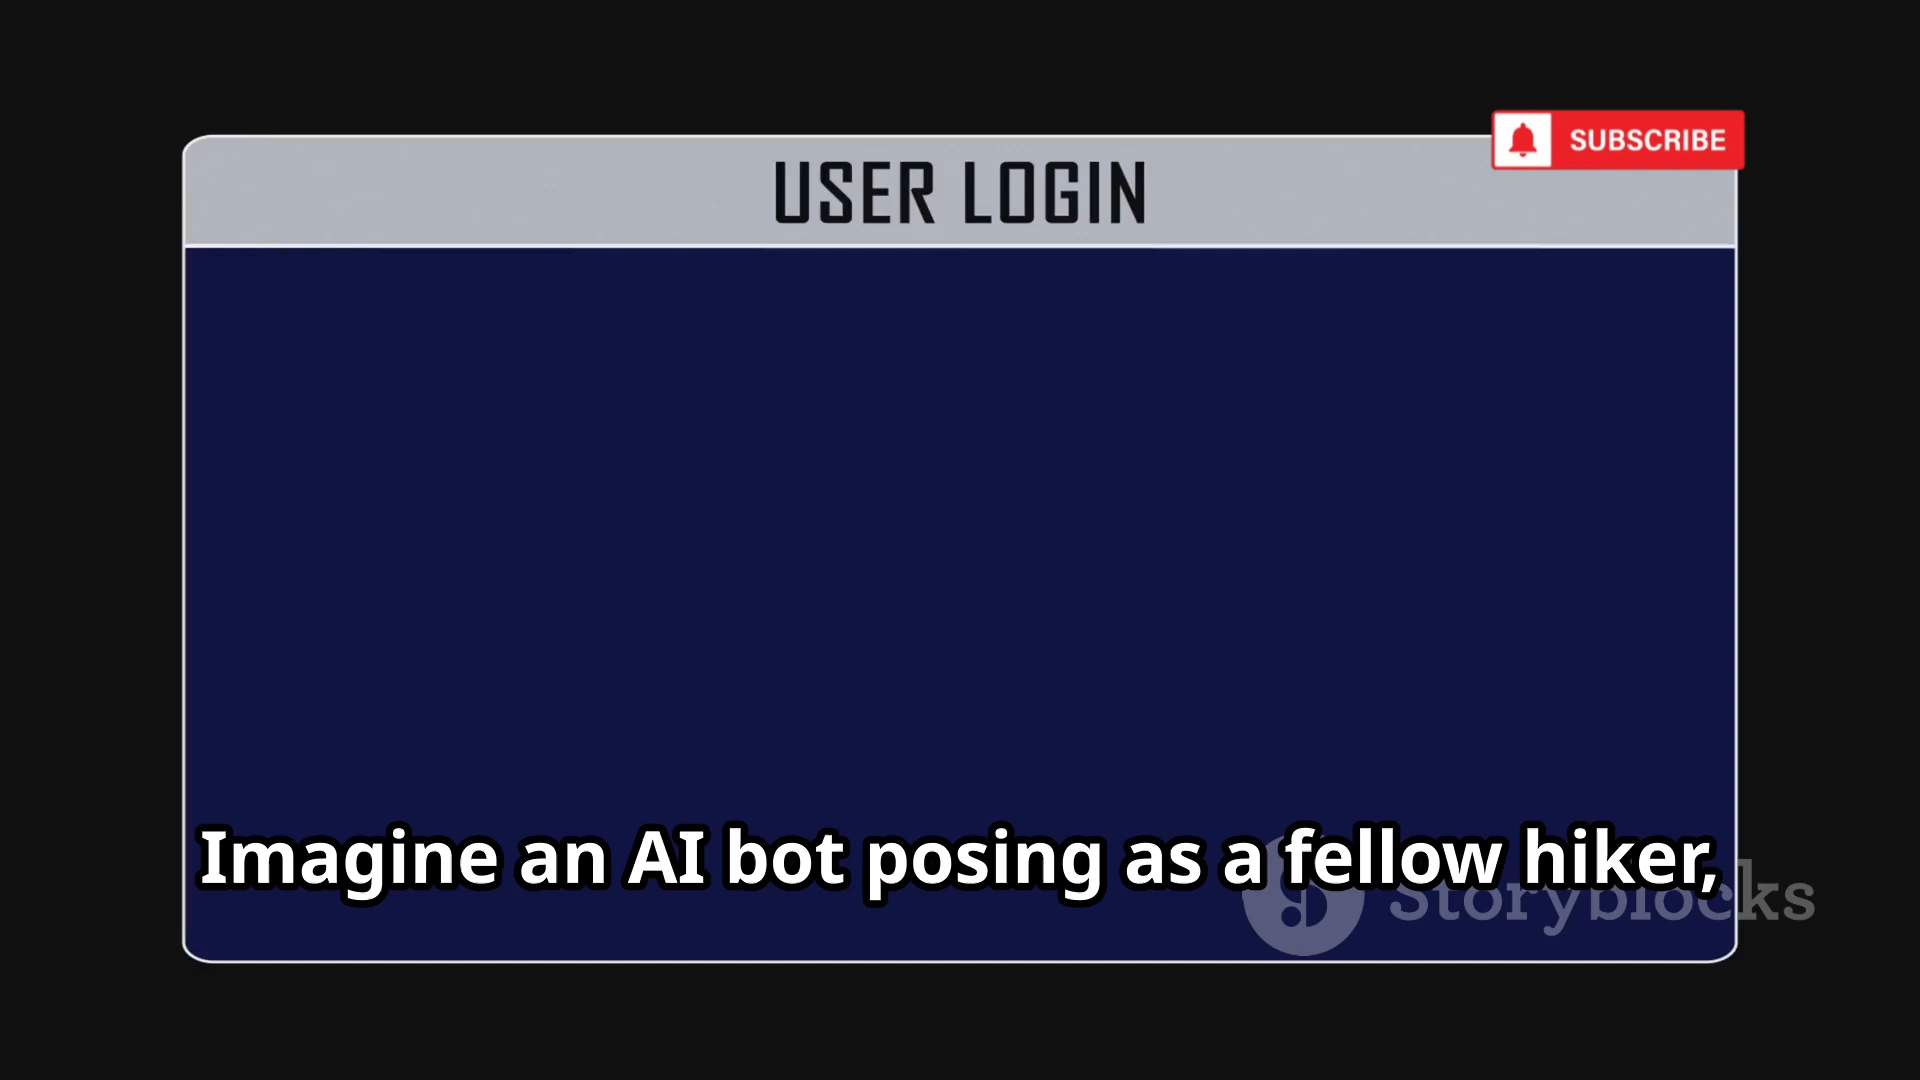 SUBSCRIBE
USER LOGIN
Imagine an AI bot posing as a fellow hiker,
Storyblocks